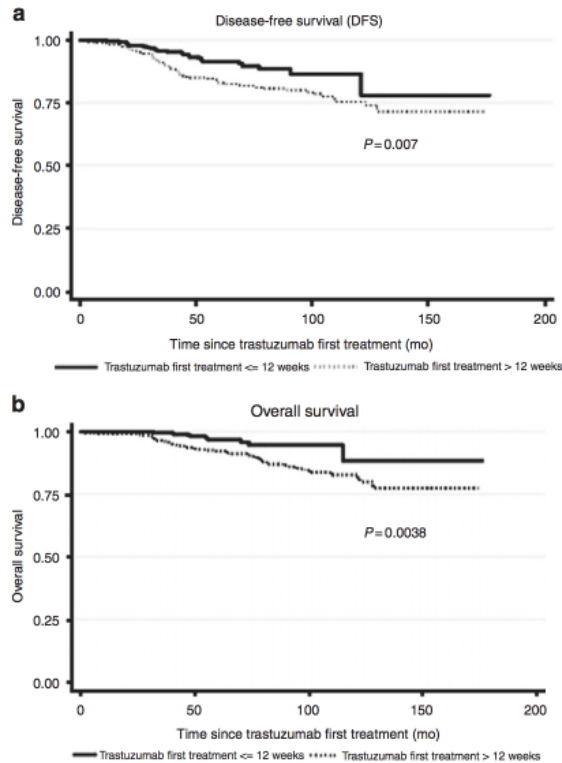 a
Disease-free survival (DFS)
1.00
0.75
0.50
0.25
0.00
Disease-free survival
P=0.007
0 50 100 150 200
Time since trastuzumab first treatment (mo)
Trastuzumab first treatment <= 12 weeks Trastuzumab first treatment > 12 weeks
b
Overall survival
1.00
0.75
0.50
0.25
0.00
Overall survival
P=0.0038
0 50 100 150 200
Time since trastuzumab first treatment (mo)
Trastuzumab first treatment <= 12 weeks Trastuzumab first treatment > 12 weeks